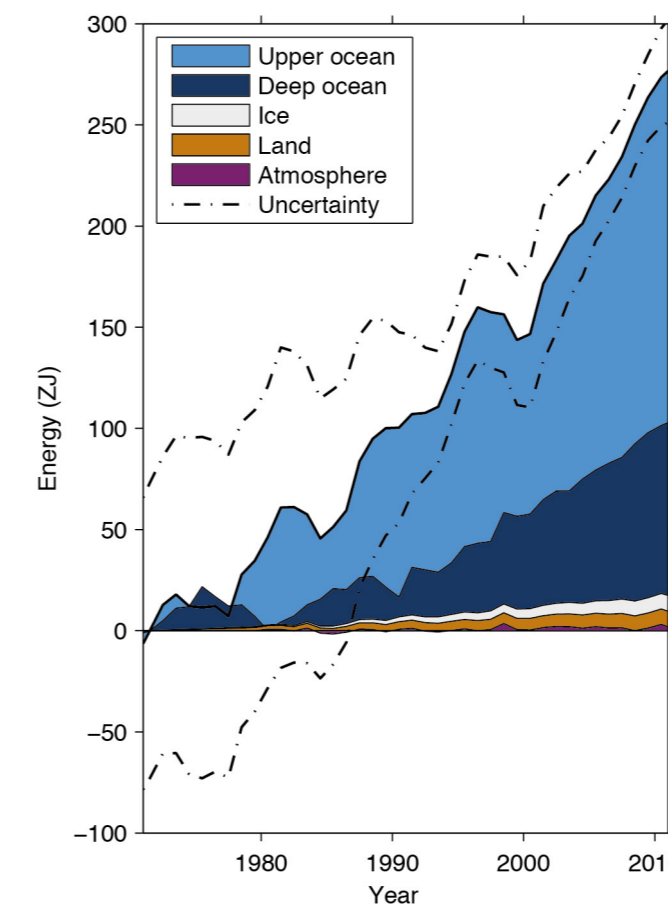 300
250
200
150
100
50
0
−50
−100
Energy (ZJ)
Upper ocean
Deep ocean
Ice
Land
Atmosphere
Uncertainty
1980
1990
2000
201
Year